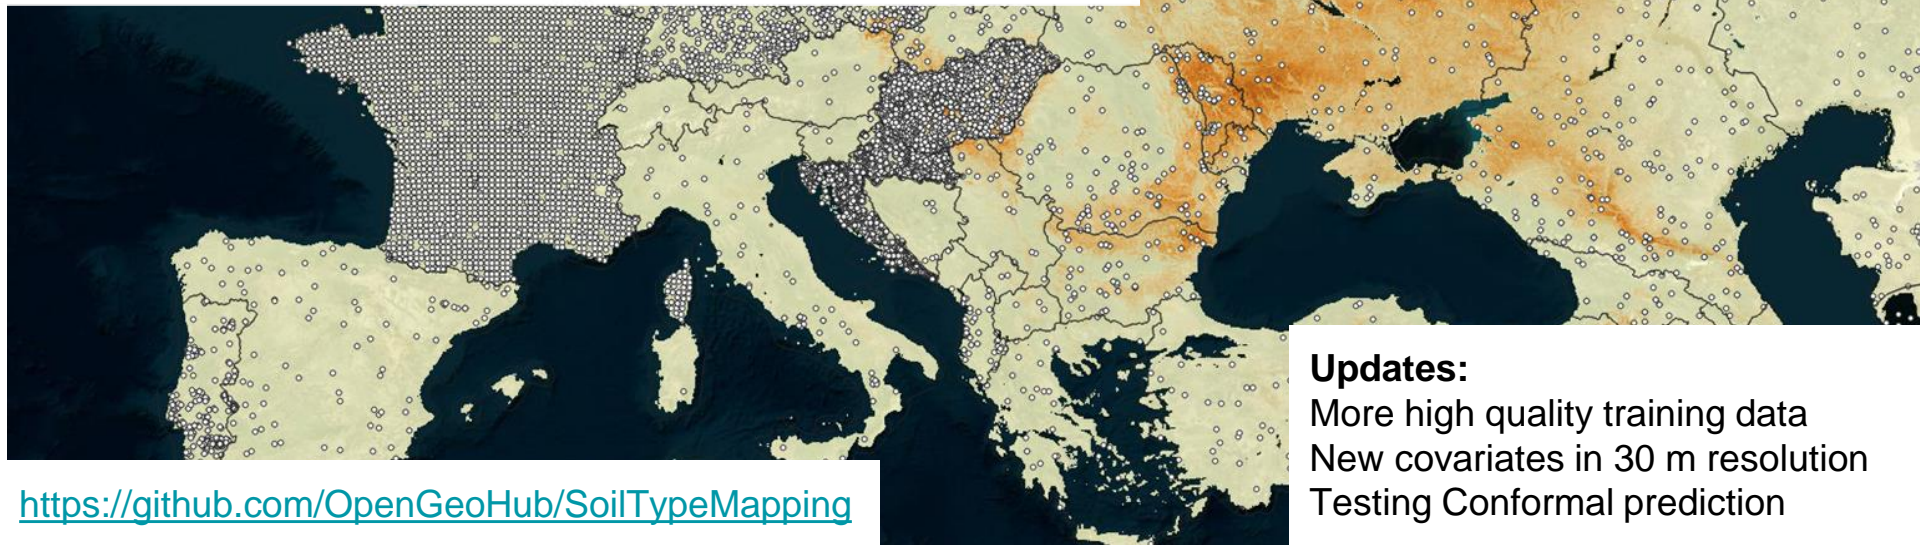 https://github.com/OpenGeoHub/SoilTypeMapping
Updates:
More high quality training data
New covariates in 30 m resolution
Testing Conformal prediction